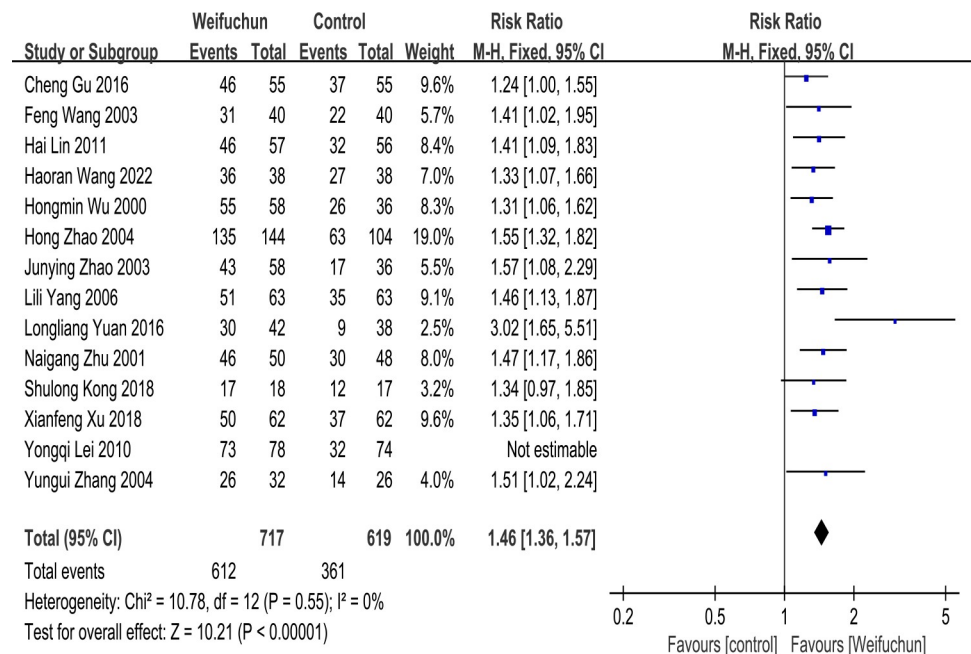 Weifuchun Control Risk Ratio Risk Ratio
Study or Subgroup Events Total Events Total Weight M-H, Fixed, 95% CI M-H, Fixed, 95% CI
Cheng Gu 2016 46 55 37 55 9.6% 1.24 [1.00, 1.55]
Feng Wang 2003 31 40 22 40 5.7% 1.41 [1.02, 1.95]
Hai Lin 2011 46 57 32 56 8.4% 1.41 [1.09, 1.83]
Haoran Wang 2022 36 38 27 38 7.0% 1.33 [1.07, 1.66]
Hongmin Wu 2000 55 58 26 36 8.3% 1.31 [1.06, 1.62]
Hong Zhao 2004 135 144 63 104 19.0% 1.55 [1.32, 1.82]
Junying Zhao 2003 43 58 17 36 5.5% 1.57 [1.08, 2.29]
Lili Yang 2006 51 63 35 63 9.1% 1.46 [1.13, 1.87]
Longliang Yuan 2016 30 42 9 38 2.5% 3.02 [1.65, 5.51]
Naigang Zhu 2001 46 50 30 48 8.0% 1.47 [1.17, 1.86]
Shulong Kong 2018 17 18 12 17 3.2% 1.34 [0.97, 1.85]
Xianfeng Xu 2018 50 62 37 62 9.6% 1.35 [1.06, 1.71]
Yongqi Lei 2010 73 78 32 74 Not estimable
Yungui Zhang 2004 26 32 14 26 4.0% 1.51 [1.02, 2.24]
Total (95% CI) 717 619 100.0% 1.46 [1.36, 1.57]
Total events 612 361
Heterogeneity: Chi² = 10.78, df = 12 (P = 0.55); I² = 0%
Test for overall effect: Z = 10.21 (P < 0.00001)
0.2 0.5 1 2 5
Favours [control] Favours [Weifuchun]